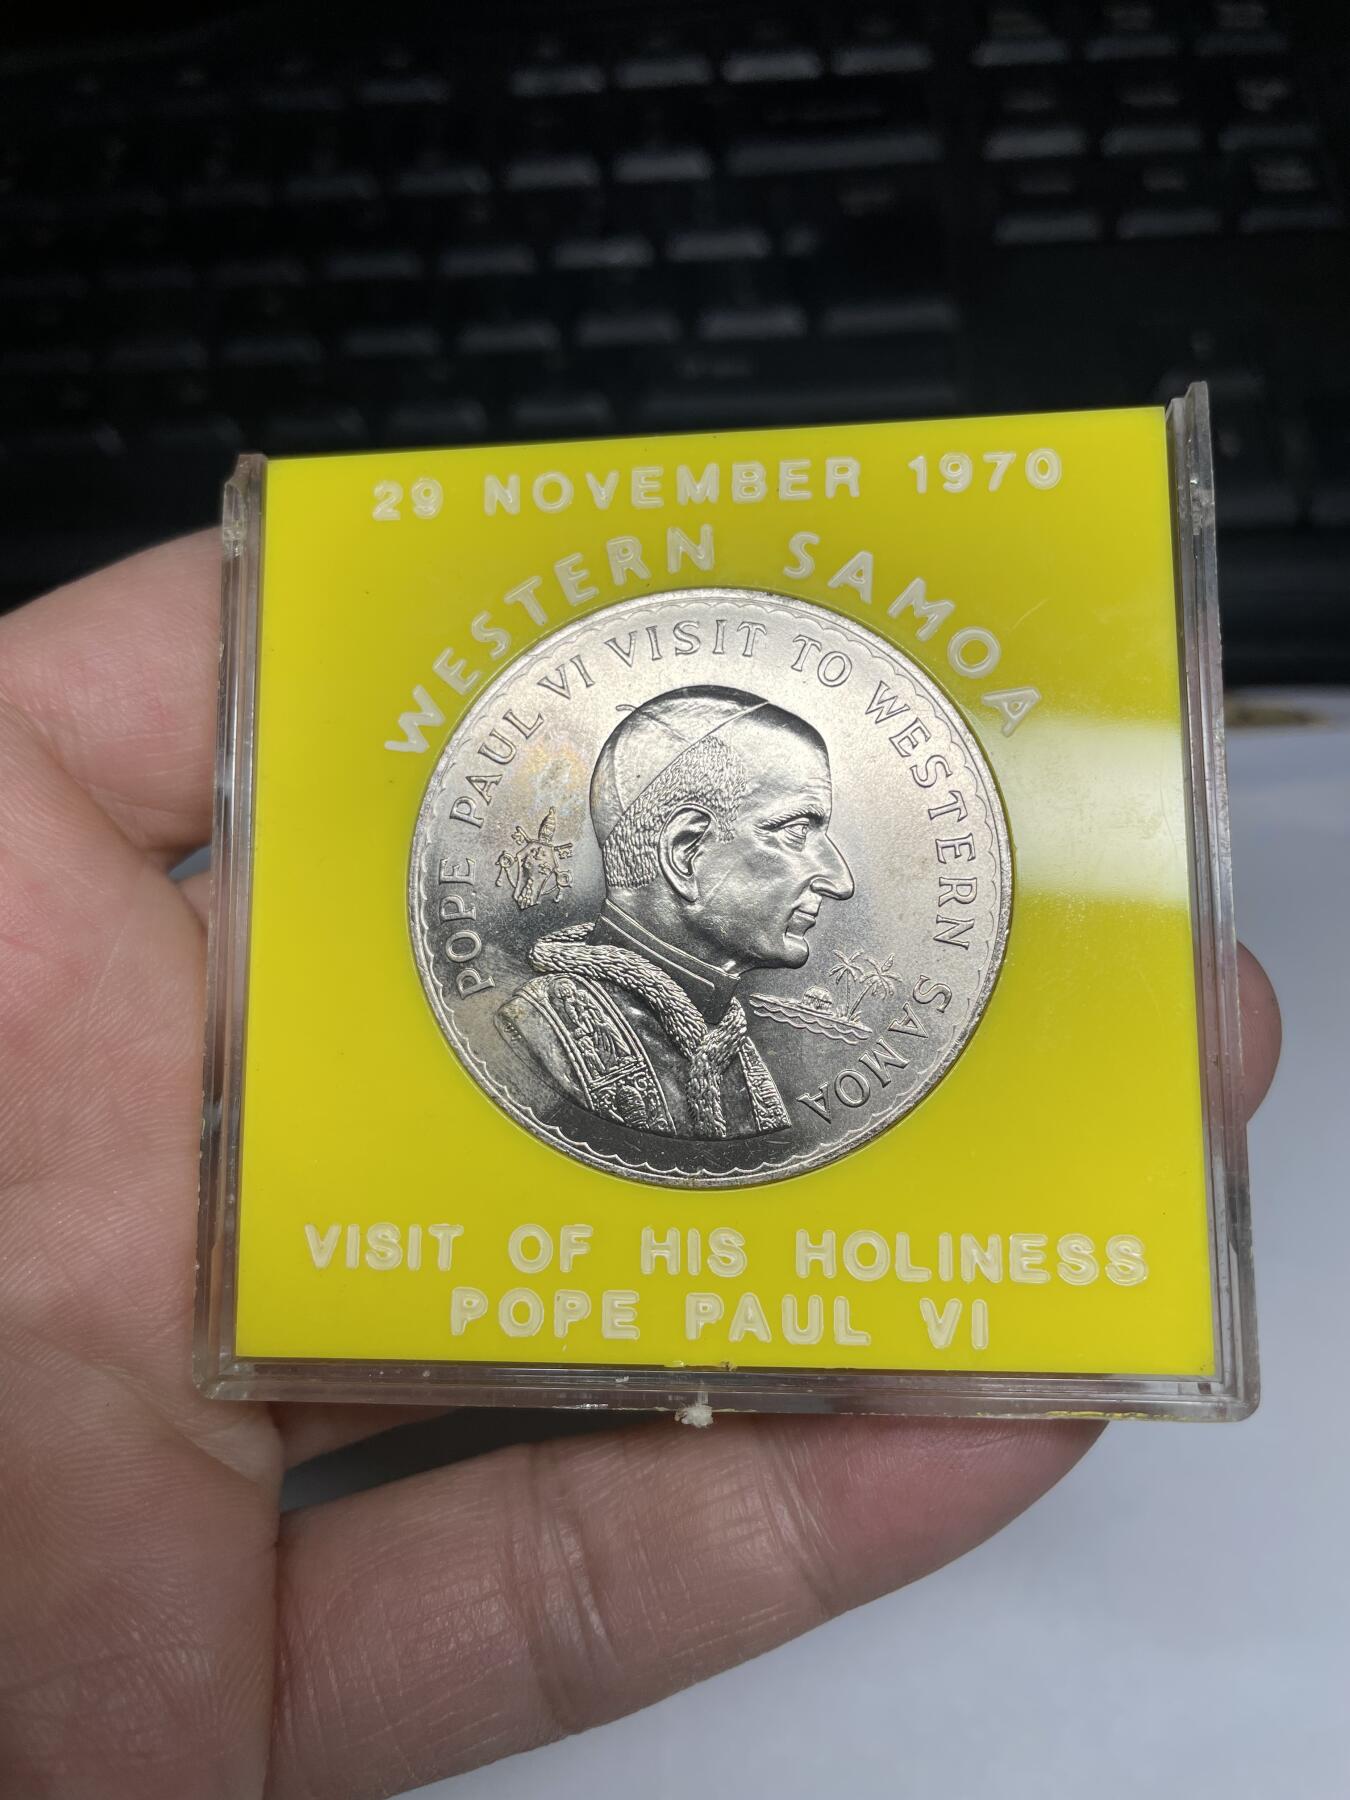 29 NOVEMBER 1970
WESTERN SAMOA
POPE PAUL VI VISIT TO WESTERN SAMOA
VISIT OF HIS HOLINESS
POPE PAUL VI